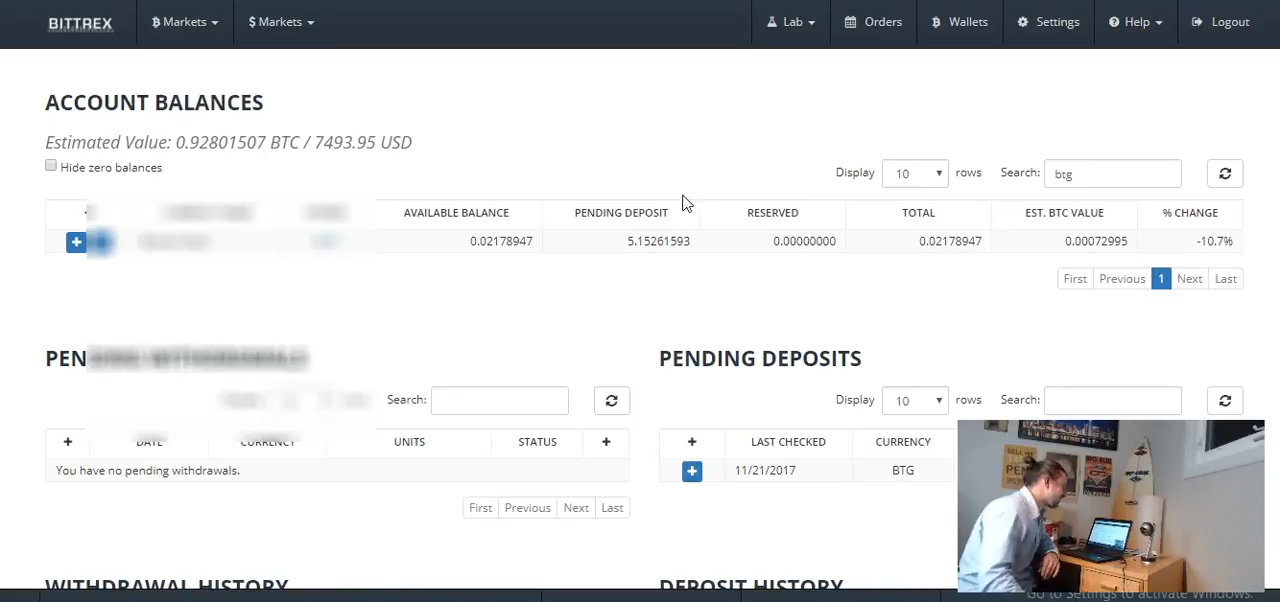 BITTREX
Markets
$ Markets
Lab
Orders
Wallets
Settings
Help
Logout
ACCOUNT BALANCES
Estimated Value: 0.92801507 BTC / 7493.95 USD
Hide zero balances
Display 10 rows Search: btg
AVAILABLE BALANCE PENDING DEPOSIT RESERVED TOTAL EST. BTC VALUE % CHANGE
0.02178947 5.15261593 0.00000000 0.02178947 0.00072995 -10.7%
First Previous 1 Next Last
PEN
Search:
DATE CURRENCY UNITS STATUS
You have no pending withdrawals.
First Previous Next Last
PENDING DEPOSITS
Display 10 rows Search:
LAST CHECKED CURRENCY
11/21/2017 BTG
WITHDRAWAL HISTORY
DEPOSIT HISTORY
Go to Settings to activate Windows.